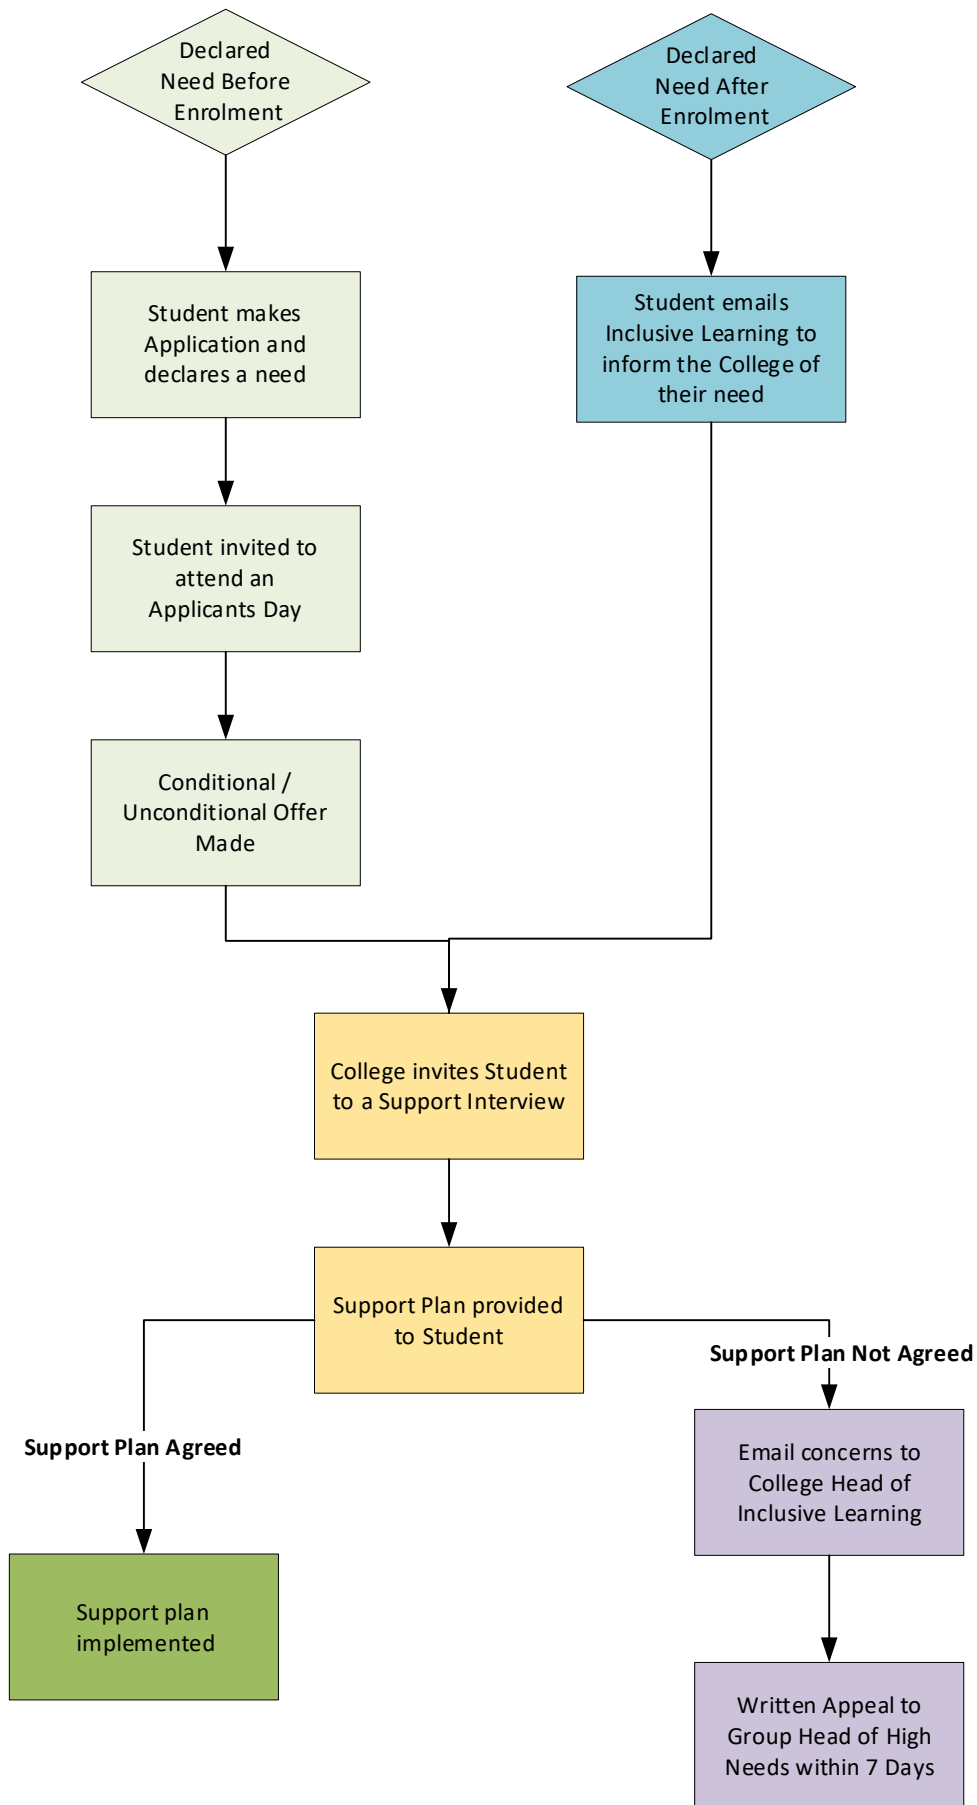 Declared
Need Before
Enrolment
Declared
Need After
Enrolment
Student makes
Application and
declares a need
Student emails
Inclusive Learning to
inform the College of
their need
Student invited to
attend an
Applicants Day
Conditional /
Unconditional Offer
Made
College invites Student
to a Support Interview
Support Plan provided
to Student
Support Plan Agreed
Support Plan Not Agreed
Support plan
implemented
Email concerns to
College Head of
Inclusive Learning
Written Appeal to
Group Head of High
Needs within 7 Days